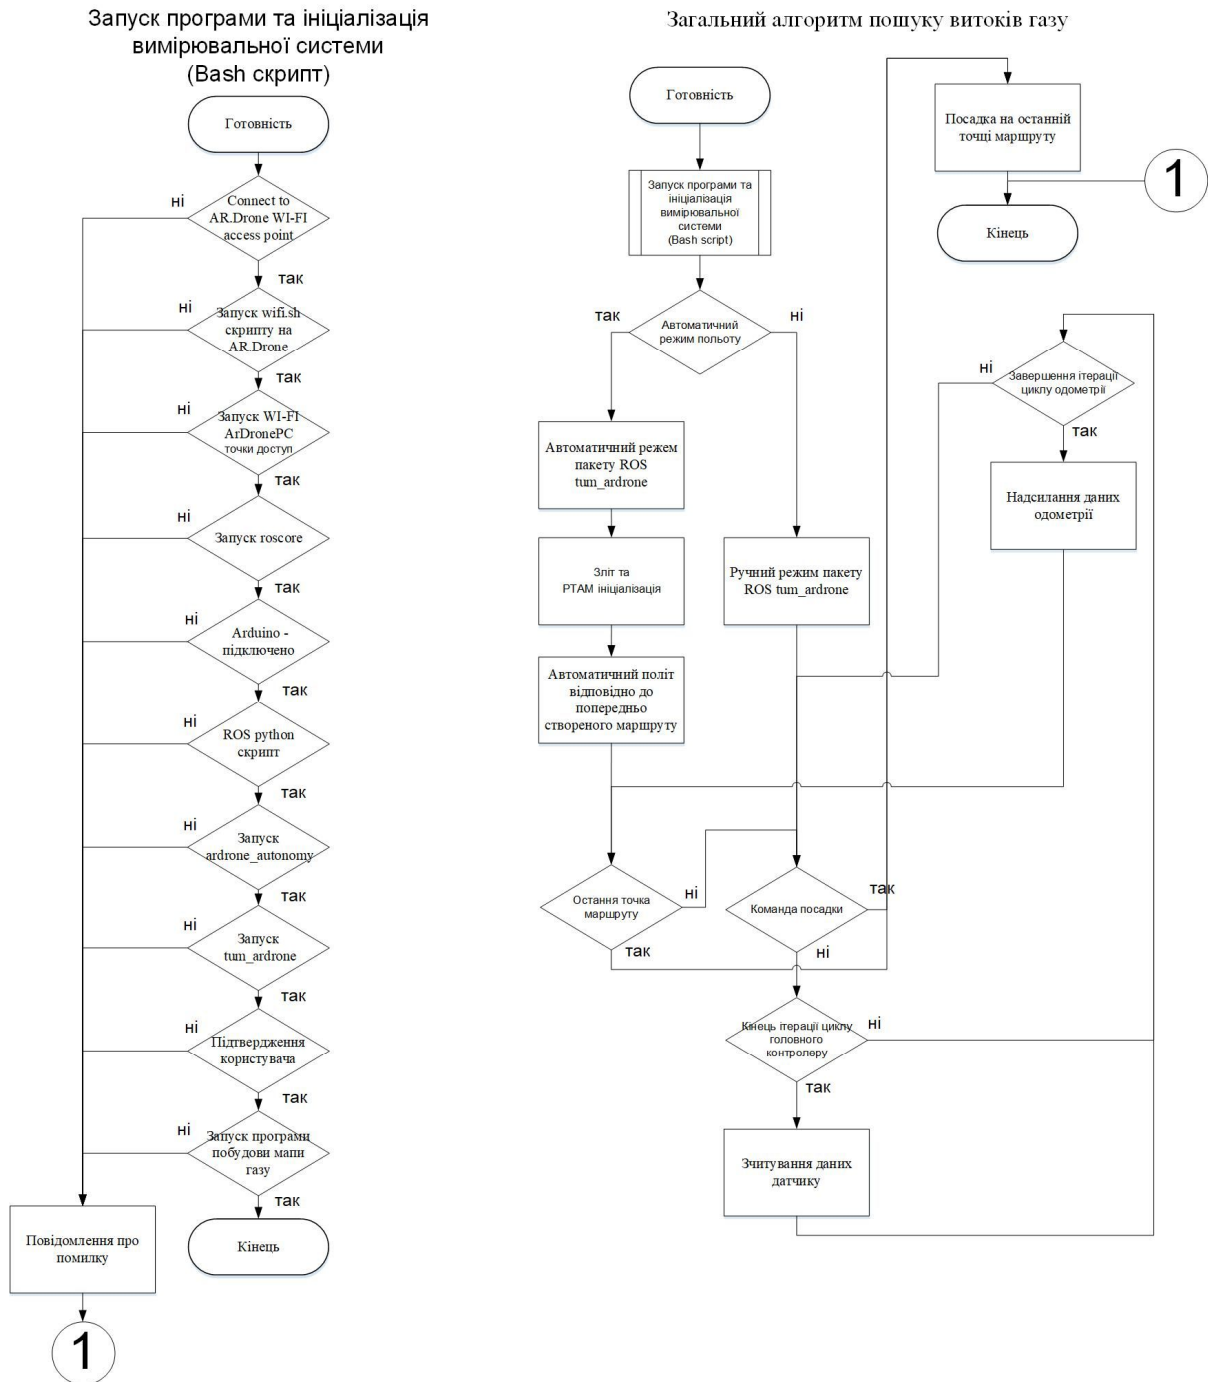 Запуск програми та ініціалізація
вимірювальної системи
(Bash скрипт)
Готовність
ні
Connect to
AR.Drone WI-FI
access point
так
ні
Запуск wifi.sh
скрипту на
AR.Drone
так
ні
Запуск WI-FI
ArDronePC
точки доступ
так
ні
Запуск roscore
так
ні
Arduino -
підключено
так
ні
ROS python
скрипт
так
ні
Запуск
ardrone_autonomy
так
ні
Запуск
tum_ardrone
так
ні
Підтвердження
користувача
так
ні
Запуск програми
побудови мапи
газу
так
Повідомлення про
помилку
Кінець
1
Загальний алгоритм пошуку витоків газу
Готовність
Запуск програми та
ініціалізація
вимірювальної
системи
(Bash script)
так
Автоматичний
режим польоту
ні
Автоматичний режем
пакету ROS
tum_ardrone
Зліт та
PTAM ініціалізація
Ручний режим пакету
ROS tum_ardrone
Автоматичний політ
відповідно до
попередньо
створеного маршруту
Остання точка
маршруту
ні
так
Команда посадки
так
ні
Кінець ітерації циклу
головного
контролеру
ні
так
Зчитування даних
датчику
Посадка на останній
точці маршруту
1
Кінець
ні
Завершення ітерації
циклу одометрії
так
Надсилання даних
одометрії